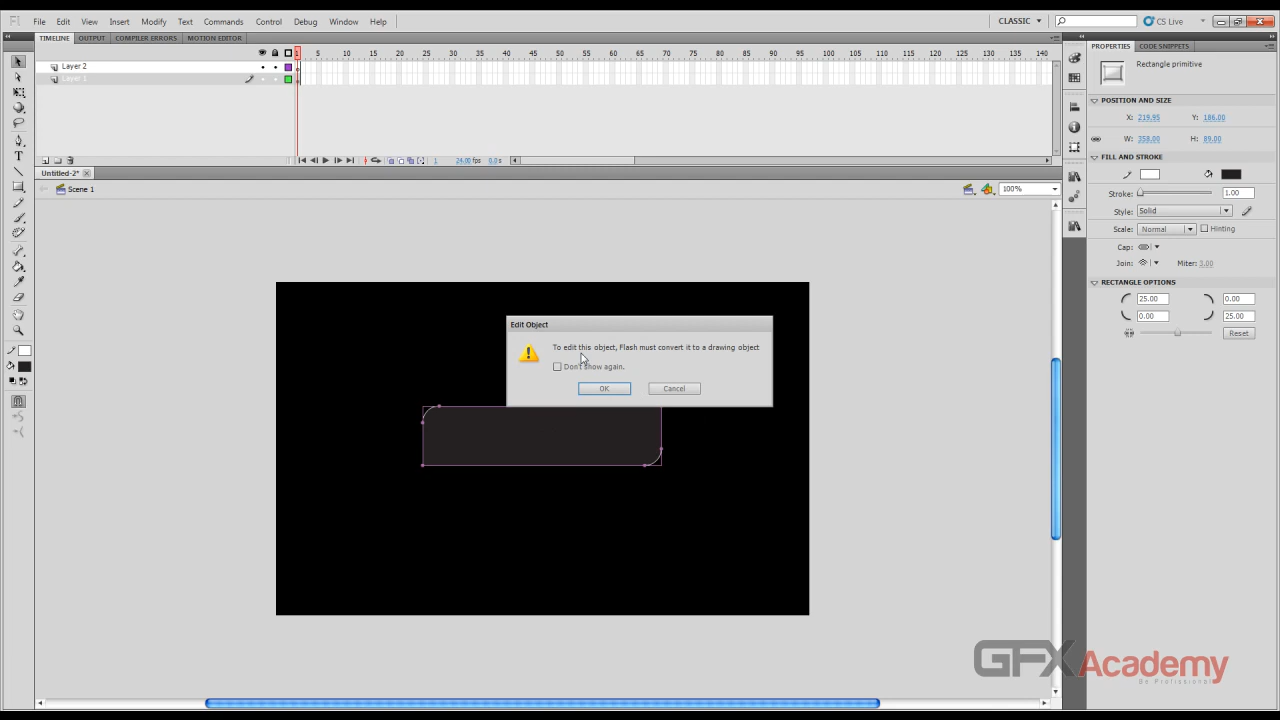 Fl File Edit View Insert Modify Text Commands Control Debug Window Help CLASSIC CS Live
TIMELINE OUTPUT COMPILER ERRORS MOTION EDITOR
1 5 10 15 20 25 30 35 40 45 50 55 60 65 70 75 80 85 90 95 100 105 110 115 120 125 130 135 140
Layer 2
Layer 1
1 24.00 fps 0.0 s
Untitled-2*
Scene 1 100%
PROPERTIES CODE SNIPPETS
Rectangle primitive
POSITION AND SIZE
X: 219.95 Y: 186.00
W: 358.00 H: 89.00
FILL AND STROKE
Stroke: 1.00
Style: Solid
Scale: Normal Hinting
Cap:
Join: Miter: 3.00
RECTANGLE OPTIONS
25.00 0.00
0.00 25.00
Reset
Edit Object
To edit this object, Flash must convert it to a drawing object
Don't show again.
OK Cancel
GFX Academy
Be Profissional